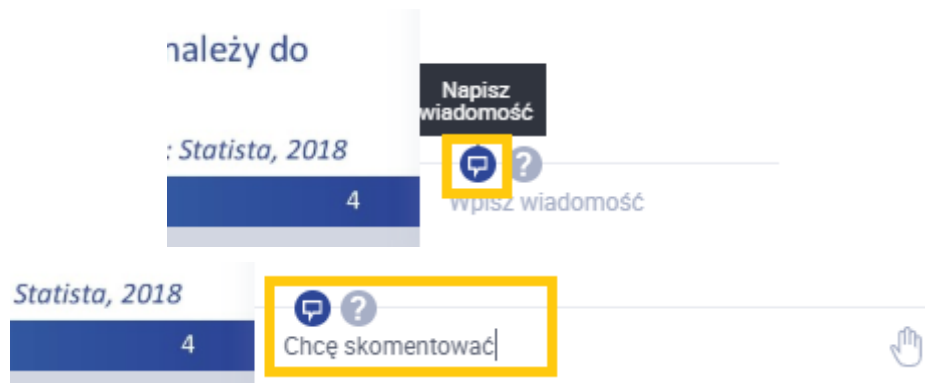 należy do
Napisz
wiadomość
: Statista, 2018
?
4
Wpisz wiadomość
Statista, 2018
?
4
Chcę skomentować